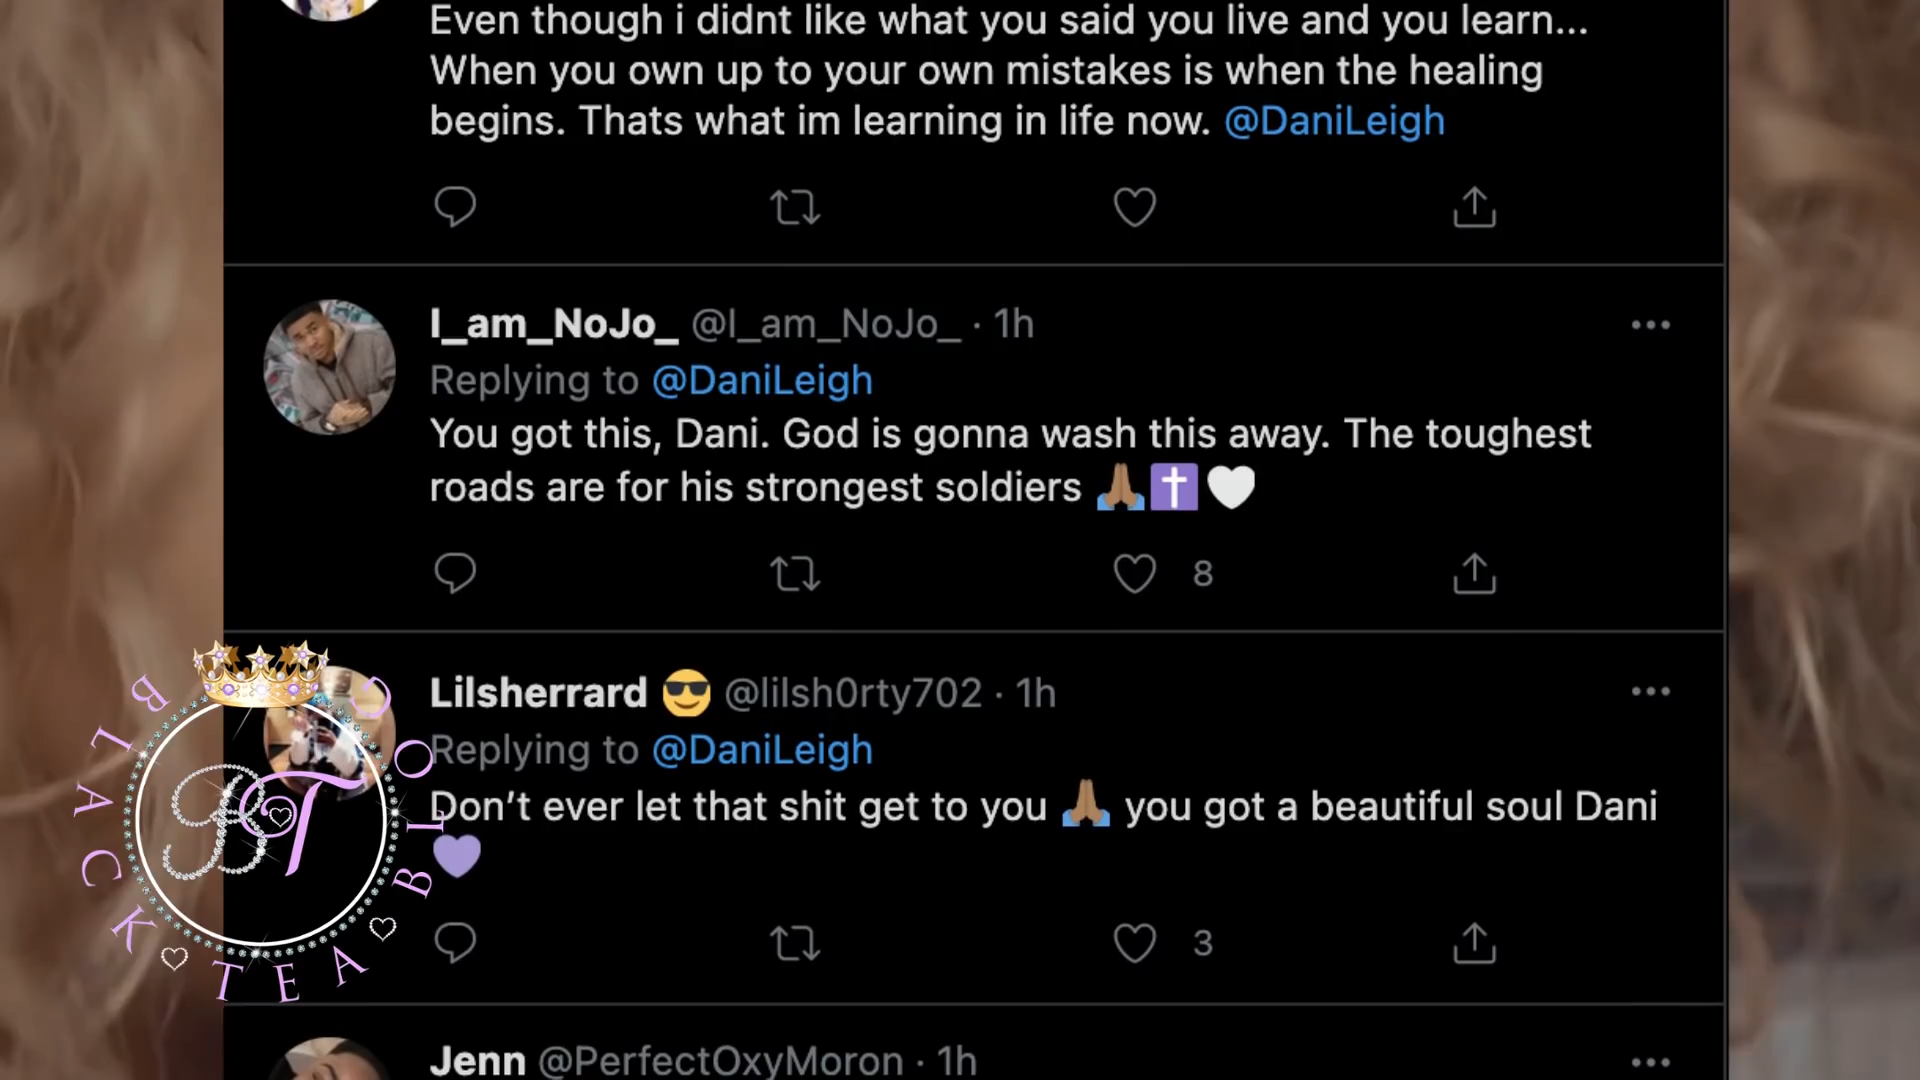 Even though i didnt like what you said you live and you learn...
When you own up to your own mistakes is when the healing
begins. Thats what im learning in life now. @DaniLeigh
I_am_NoJo_ @I_am_NoJo_ · 1h
Replying to @DaniLeigh
You got this, Dani. God is gonna wash this away. The toughest
roads are for his strongest soldiers 🙏🏽✝️🤍
8
Lilsherrard 😎 @lilsh0rty702 · 1h
Replying to @DaniLeigh
Don’t ever let that shit get to you 🙏🏽 you got a beautiful soul Dani
💜
3
BLACK TEA BLOGC
BT
Jenn @PerfectOxyMoron · 1h